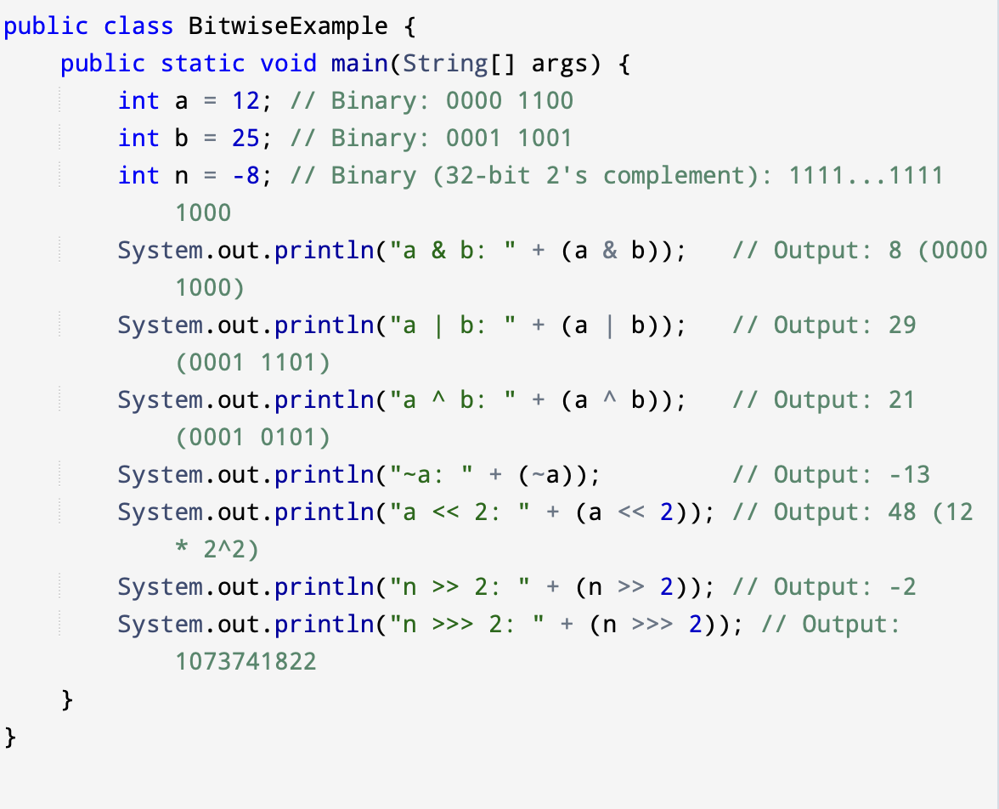 public class BitwiseExample {
    public static void main(String[] args) {
        int a = 12; // Binary: 0000 1100
        int b = 25; // Binary: 0001 1001
        int n = -8; // Binary (32-bit 2's complement): 1111...1111
            1000
        System.out.println("a & b: " + (a & b));   // Output: 8 (0000
            1000)
        System.out.println("a | b: " + (a | b));   // Output: 29
            (0001 1101)
        System.out.println("a ^ b: " + (a ^ b));   // Output: 21
            (0001 0101)
        System.out.println("~a: " + (~a));         // Output: -13
        System.out.println("a << 2: " + (a << 2)); // Output: 48 (12
            * 2^2)
        System.out.println("n >> 2: " + (n >> 2)); // Output: -2
        System.out.println("n >>> 2: " + (n >>> 2)); // Output:
            1073741822
    }
}